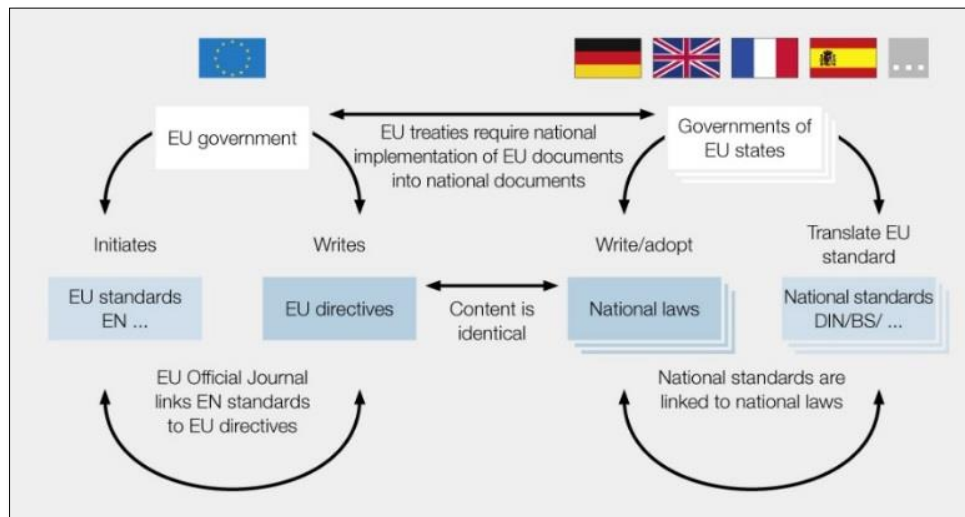 EU government
EU treaties require national
implementation of EU documents
into national documents
Governments of
EU states
Initiates
Writes
Write/adopt
Translate EU
standard
EU standards
EN ...
EU directives
Content is
identical
National laws
National standards
DIN/BS/ ...
EU Official Journal
links EN standards
to EU directives
National standards are
linked to national laws